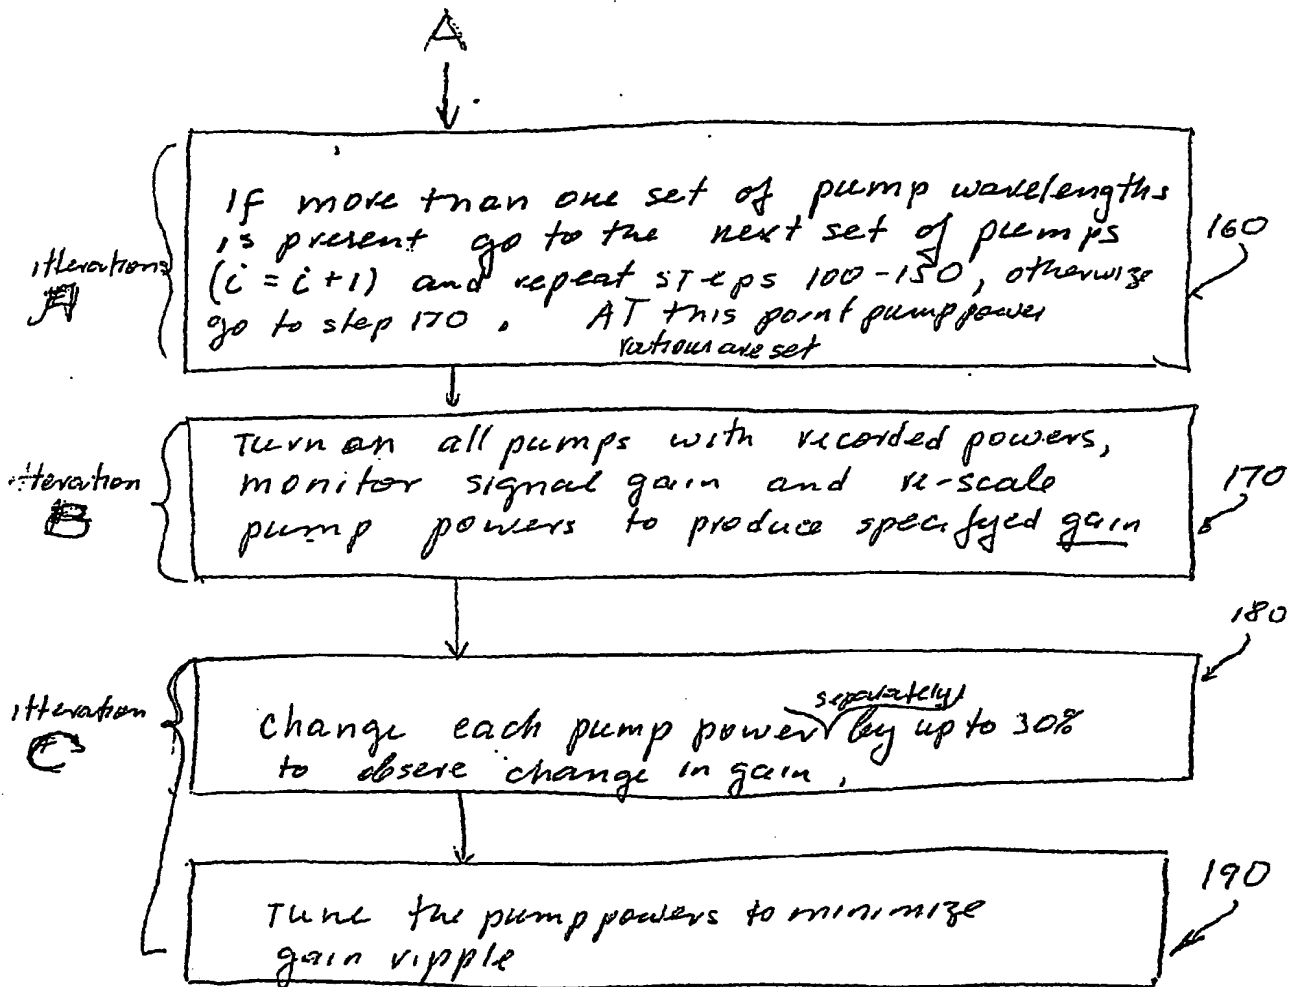 A
If more than one set of pump wavelengths
is present go to the next set of pumps
(i = i+1) and repeat steps 100-150, otherwize
go to step 170. AT this point pump power
rations are set
itterations
A
160
Turn on all pumps with recorded powers,
monitor signal gain and re-scale
pump powers to produce specifyed gain
itteration
B
170
180
separately
change each pump power by up to 30%
to obsere change in gain.
itteration
C
Tune the pump powers to minimize
gain ripple
190